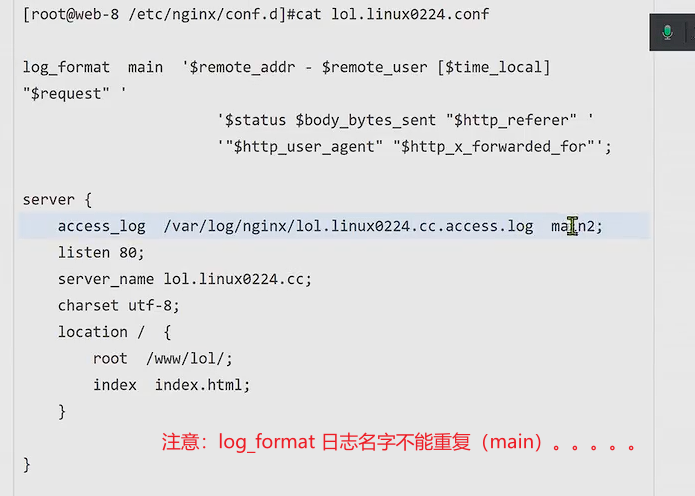 [root@web-8 /etc/nginx/conf.d]#cat lol.linux0224.conf
log_format  main  '$remote_addr - $remote_user [$time_local]
"$request" '
'$status $body_bytes_sent "$http_referer" '
'"$http_user_agent" "$http_x_forwarded_for"';
server {
access_log  /var/log/nginx/lol.linux0224.cc.access.log  main2;
listen 80;
server_name lol.linux0224.cc;
charset utf-8;
location /  {
root  /www/lol/;
index  index.html;
}
注意：log_format 日志名字不能重复（main）。。。。。
}